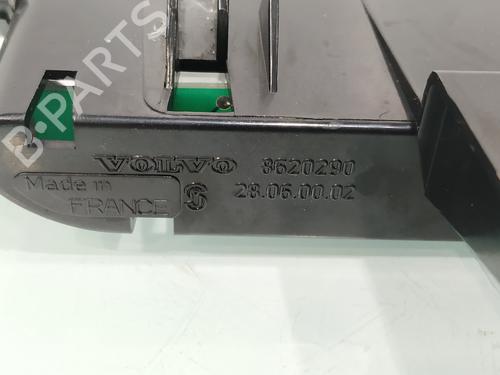 B-PARTS
VOLVO 8620290
Made in
FRANCE
28.06.00.02